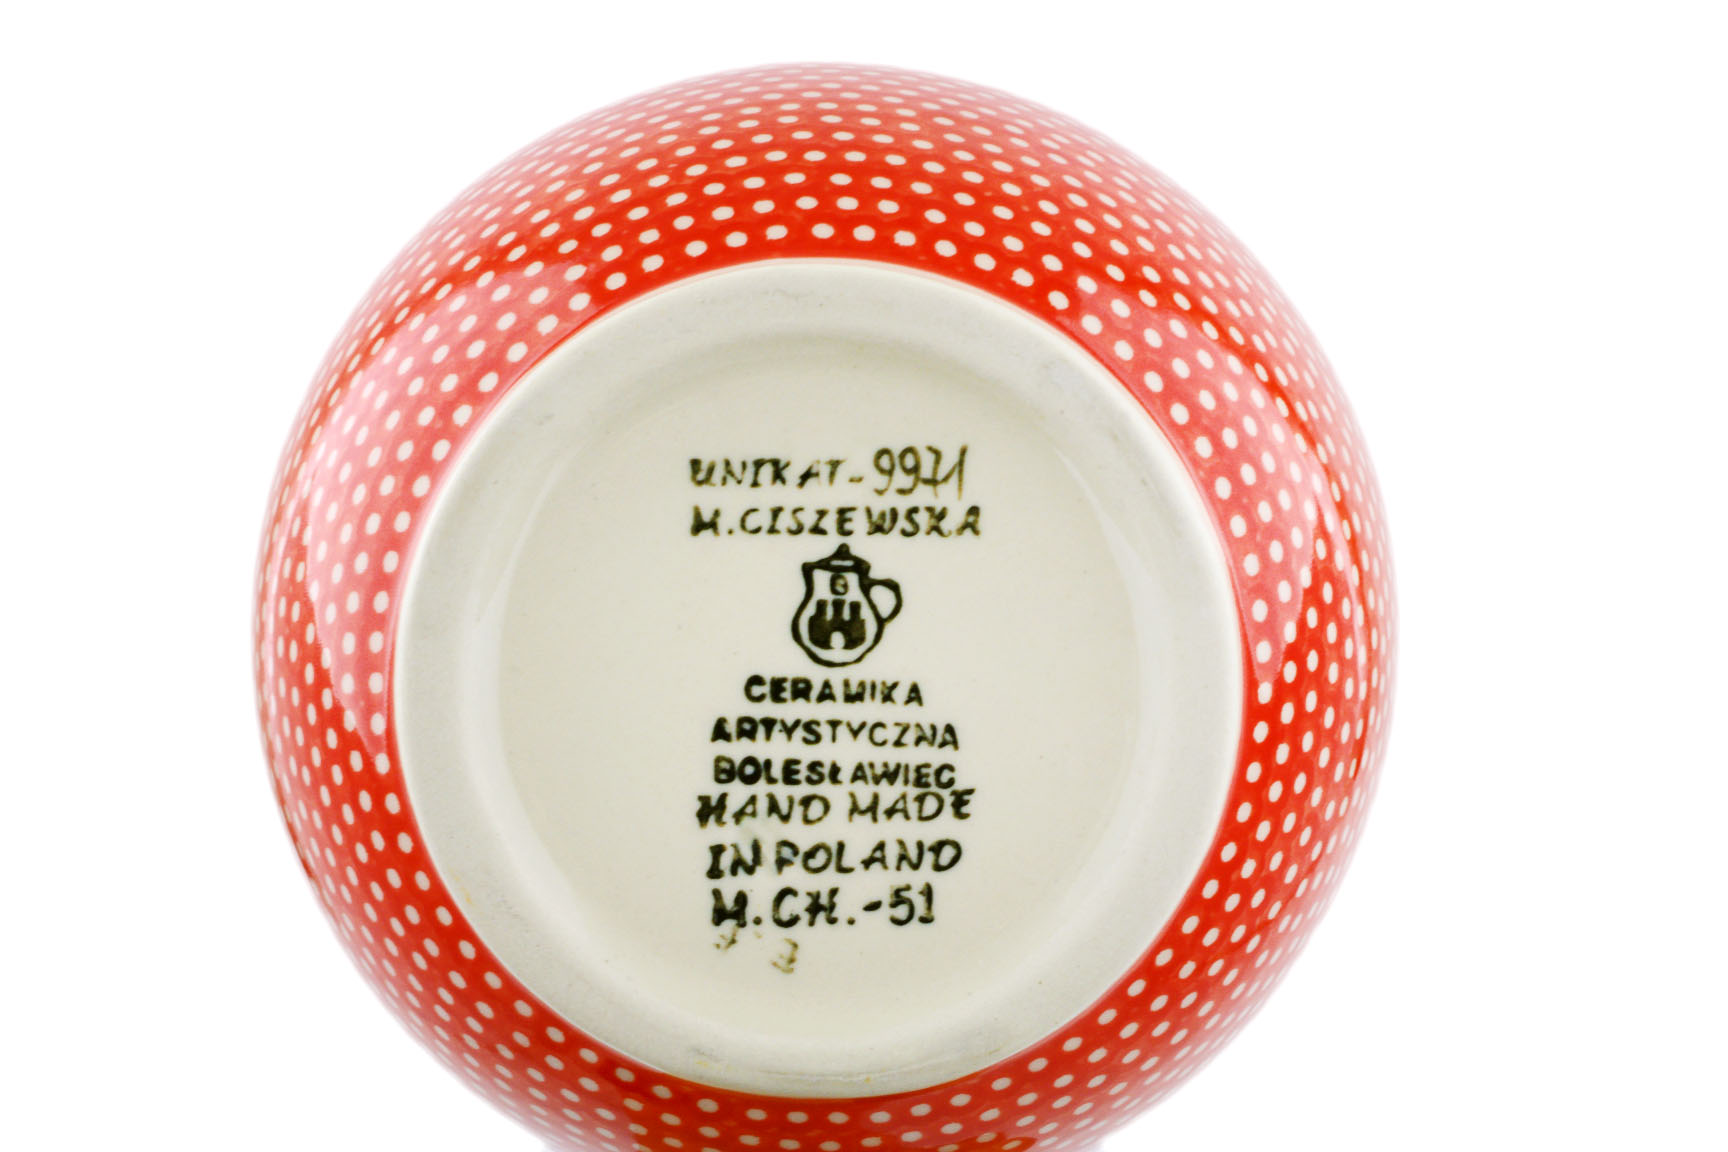 UNIKAT-9971
M.CISZEWSKA
B
CERAMIKA
ARTYSTYCZNA
BOLESŁAWIEC
HAND MADE
IN POLAND
M.CH.-51